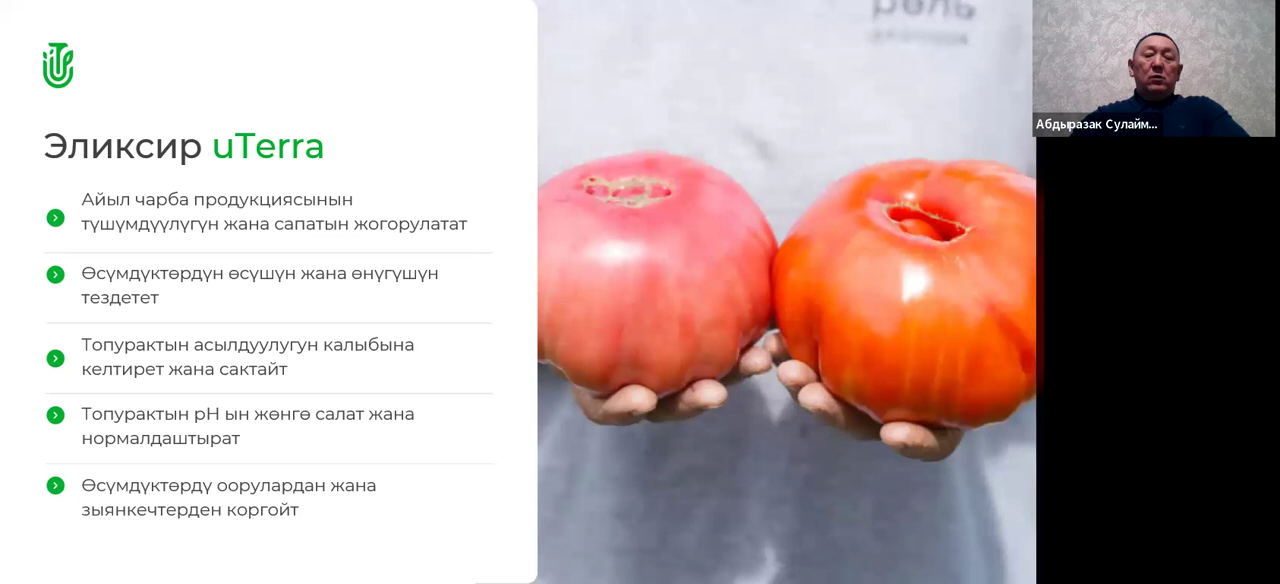 Эликсир uTerra
Айыл чарба продукциясынын
түшүмдүүлүгүн жана сапатын жогорулатат
Өсүмдүктөрдүн өсүшүн жана өнүгүшүн
тездетет
Топурактын асылдуулугун калыбына
келтирет жана сактайт
Топурактын pH ын жөнгө салат жана
нормалдаштырат
Өсүмдүктөрдү оорулардан жана
зыянкечтерден коргойт
Абдыразак Сулайм...